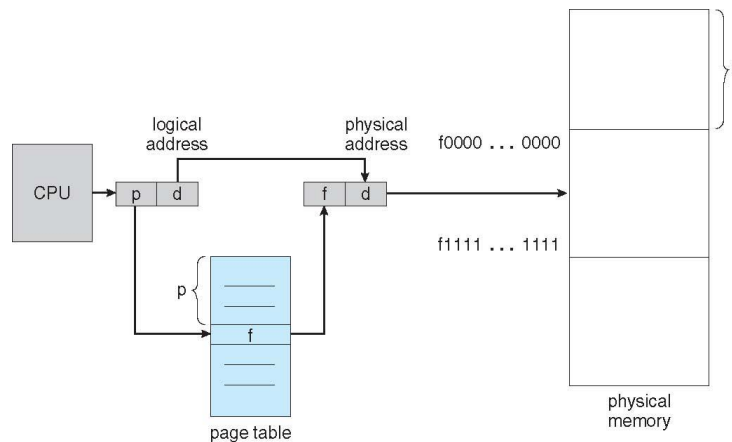 logical
address
physical
address
f0000 ... 0000
CPU
p
d
f
d
f1111 ... 1111
p
f
page table
physical
memory